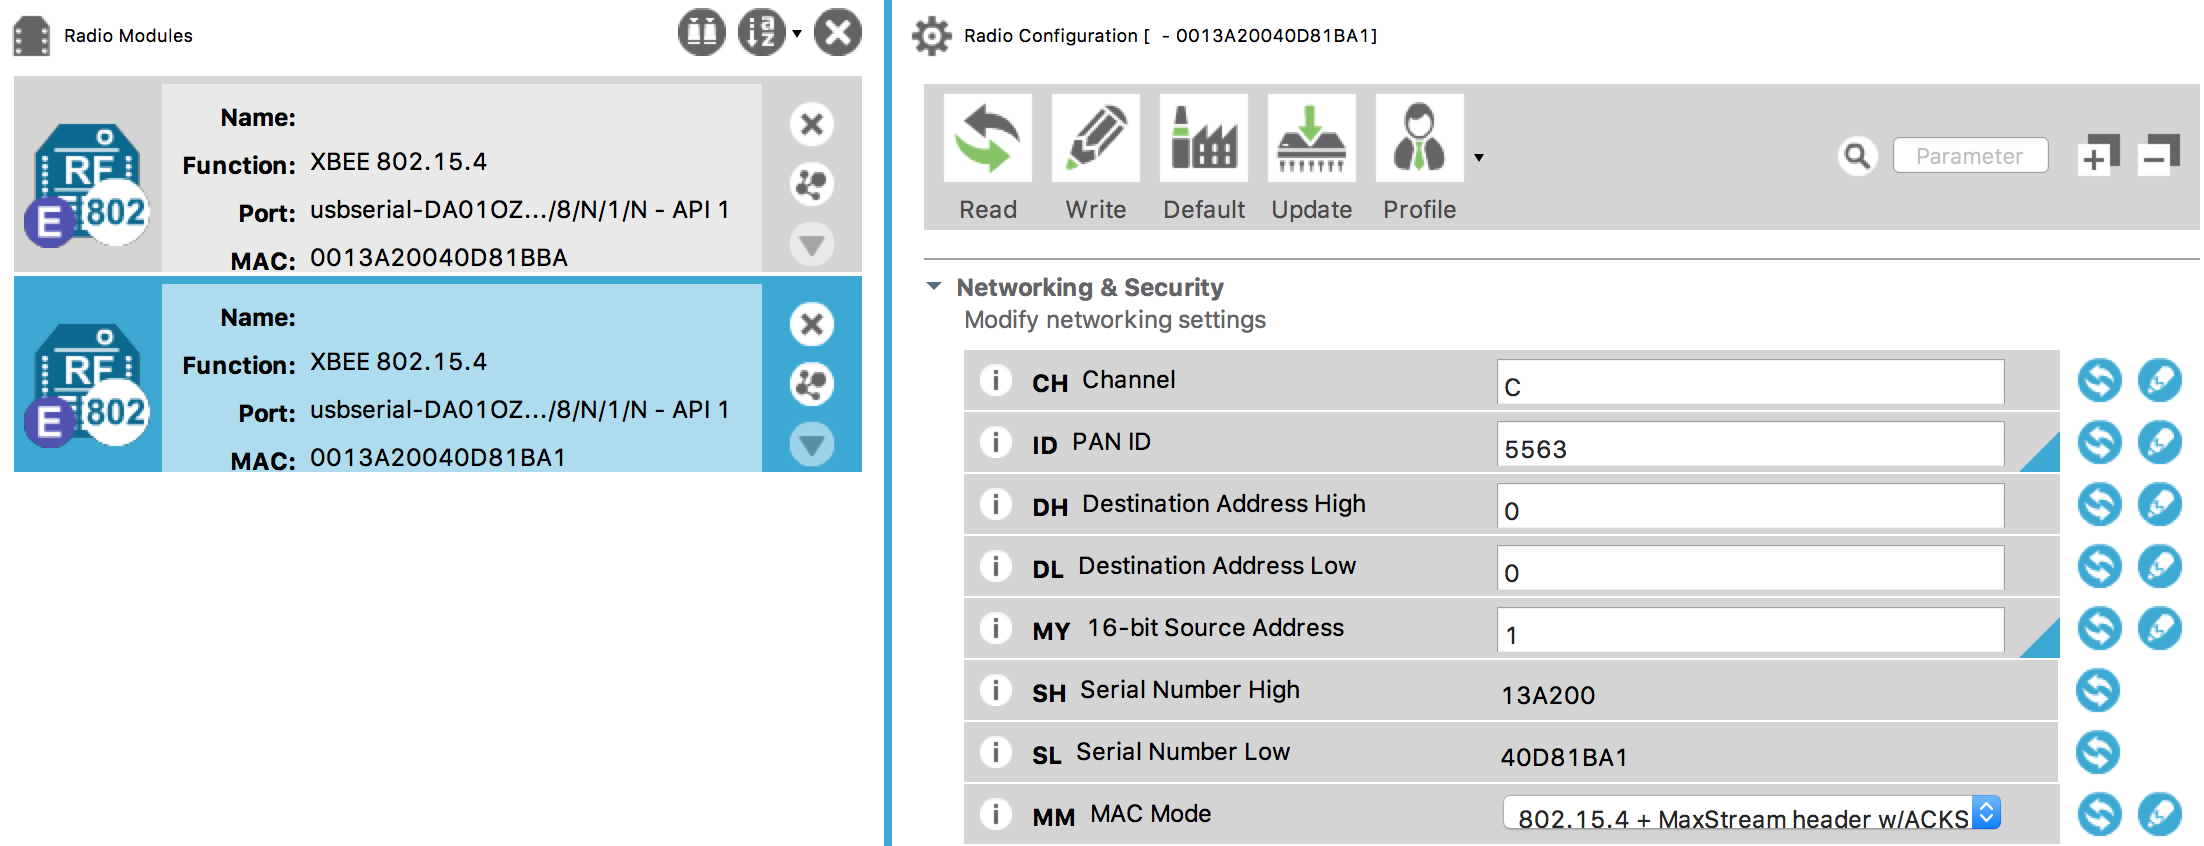 Radio Modules
Name:
Function: XBEE 802.15.4
Port: usbserial-DA01OZ.../8/N/1/N - API 1
MAC: 0013A20040D81BBA
RF
E 802
Name:
Function: XBEE 802.15.4
Port: usbserial-DA01OZ.../8/N/1/N - API 1
MAC: 0013A20040D81BA1
RF
E 802
Radio Configuration [  - 0013A20040D81BA1]
Read Write Default Update Profile
Parameter
Networking & Security
Modify networking settings
i CH Channel C
i ID PAN ID 5563
i DH Destination Address High 0
i DL Destination Address Low 0
i MY 16-bit Source Address 1
i SH Serial Number High 13A200
i SL Serial Number Low 40D81BA1
i MM MAC Mode 802.15.4 + MaxStream header w/ACKS